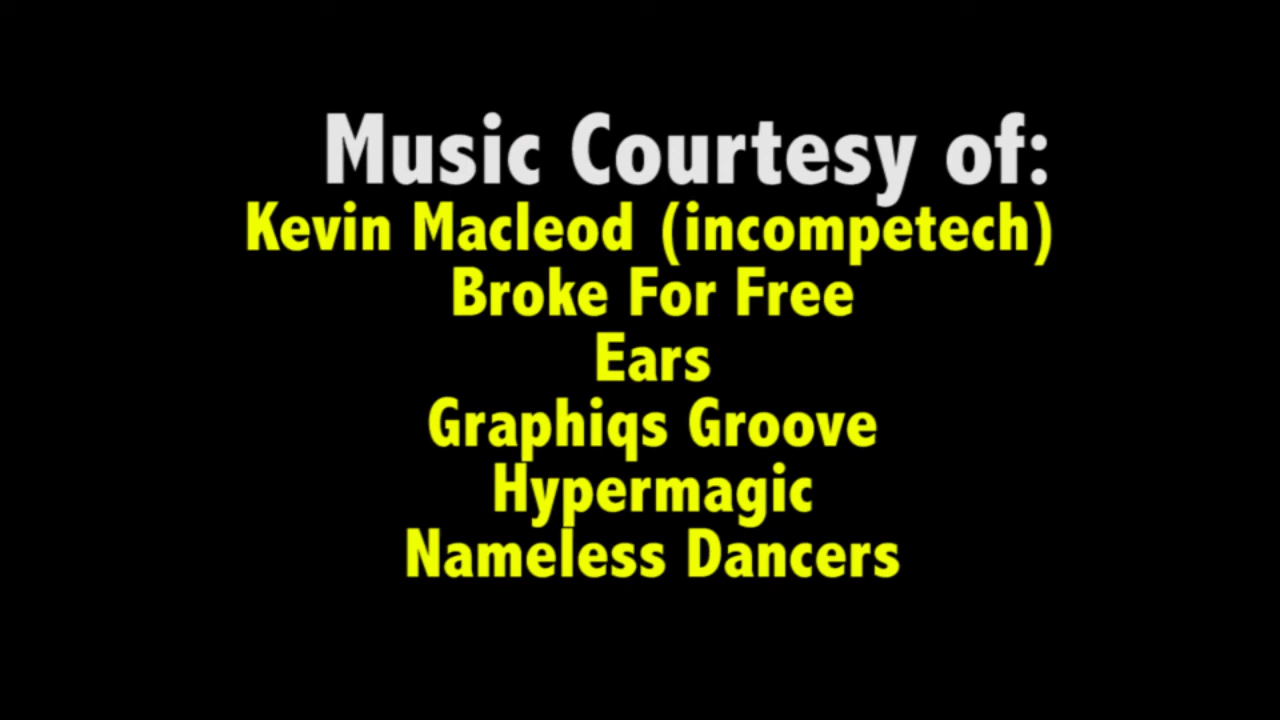 Music Courtesy of:
Kevin Macleod (incompetech)
Broke For Free
Ears
Graphiqs Groove
Hypermagic
Nameless Dancers